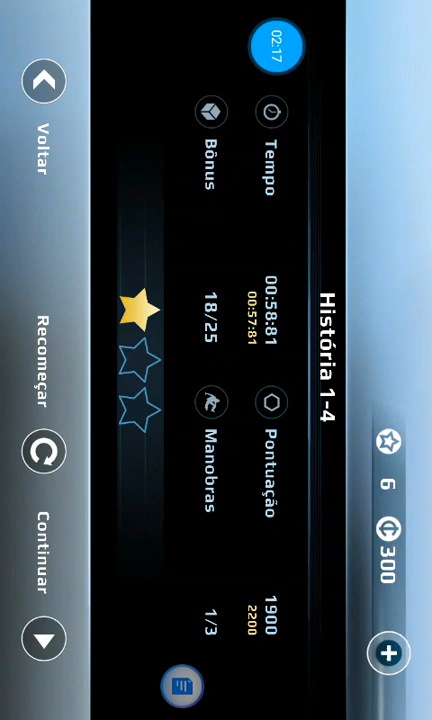 02:17
6 300
História 1-4
Tempo 00:58:81 Pontuação 1900
00:57:81 2200
Bônus 18/25 Manobras 1/3
Voltar Recomeçar Continuar